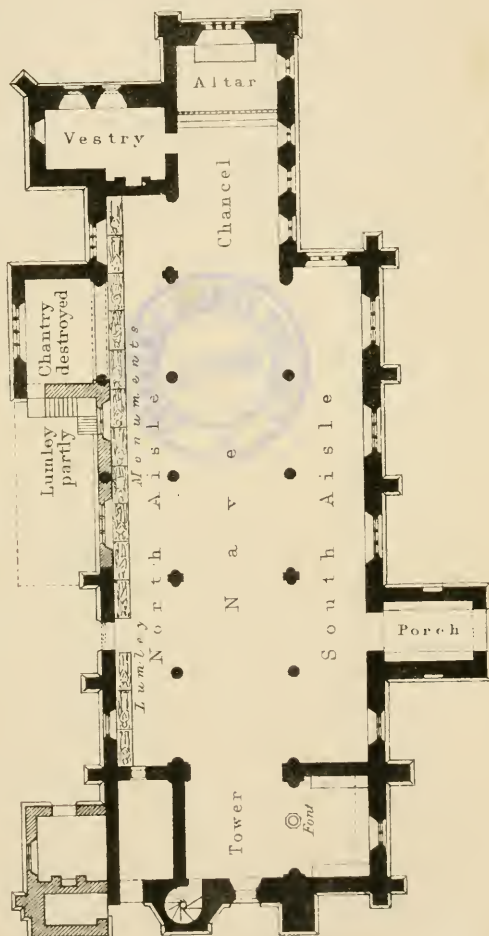 Altar
Vestry
Chancel
Lumley Chantry
partly destroyed
Lumley Monuments
North Aisle
Nave
South Aisle
Porch
Tower
Font